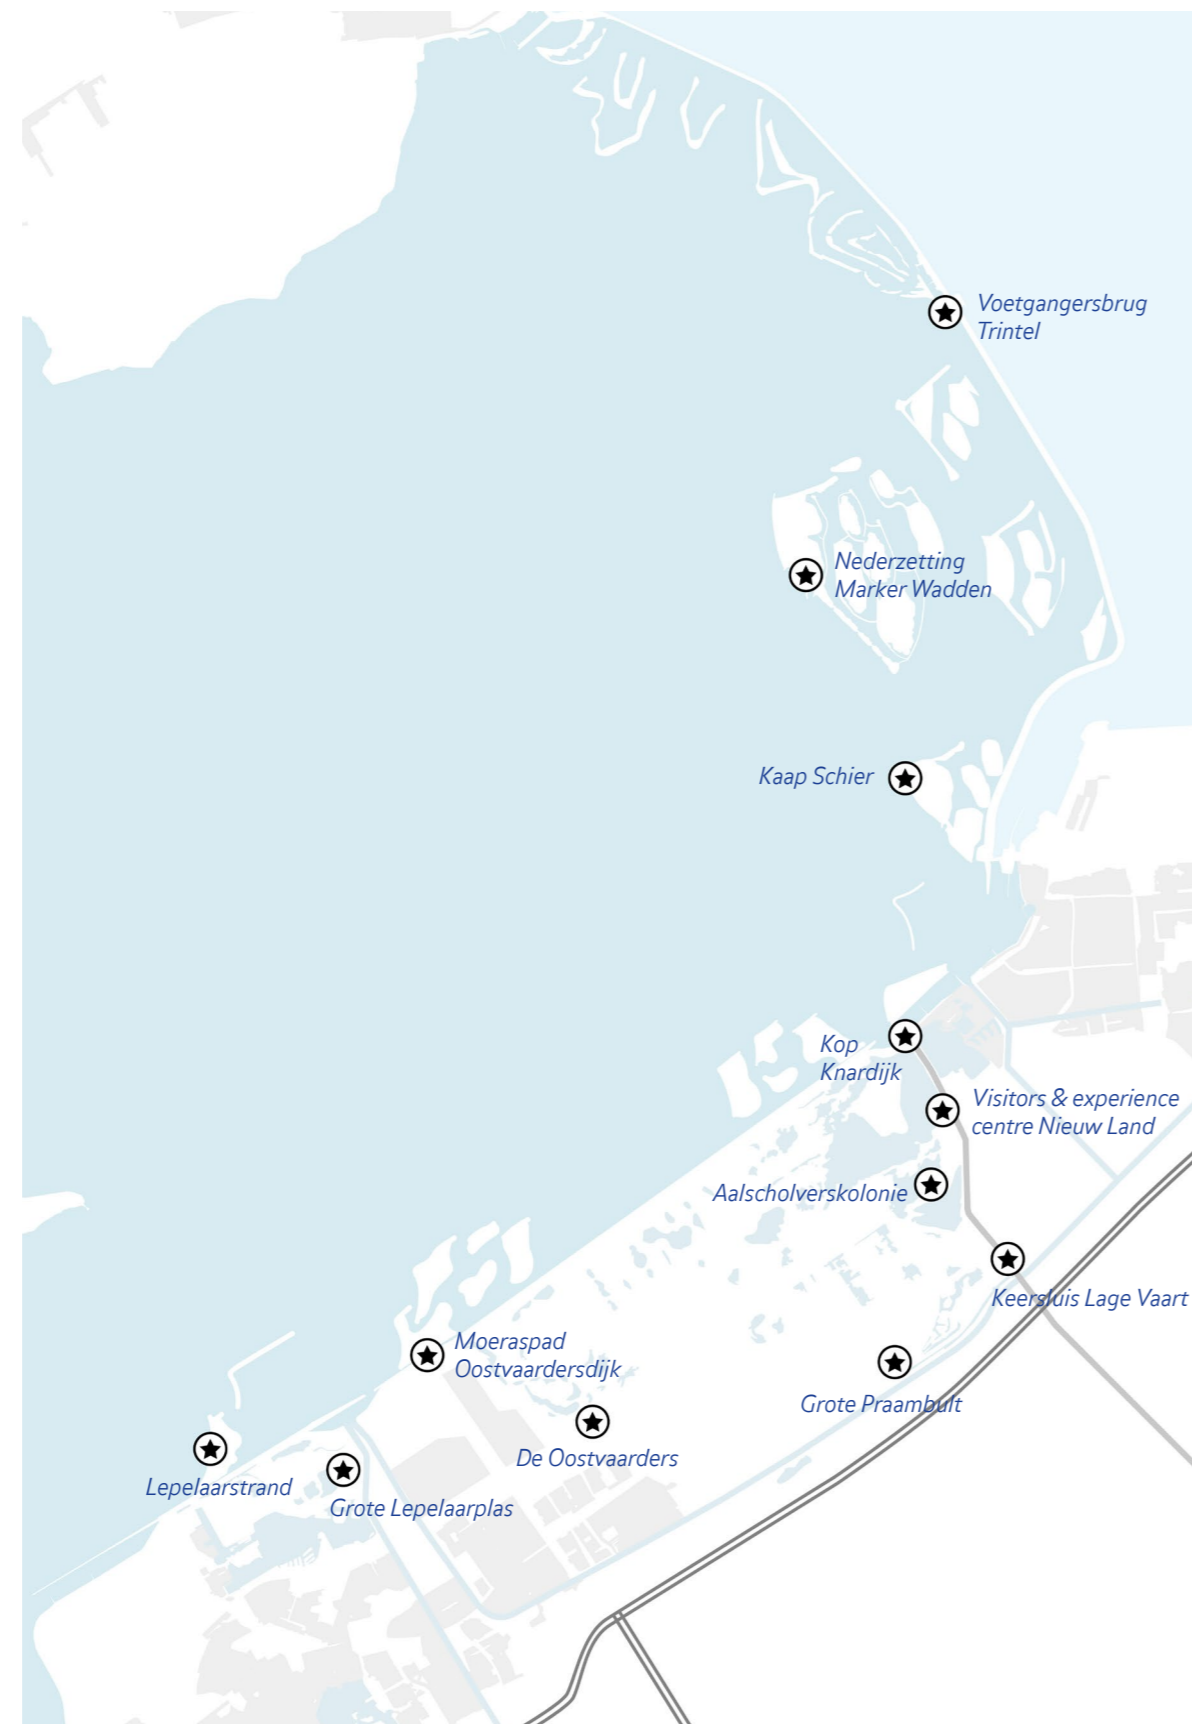 Voetgangersbrug
Trintel
Nederzetting
Marker Wadden
Kaap Schier
Kop
Knardijk
Visitors & experience
centre Nieuw Land
Aalscholverskolonie
Keersluis Lage Vaart
Moeraspad
Oostvaardersdijk
Grote Praambult
De Oostvaarders
Lepelaarstrand
Grote Lepelaarplas